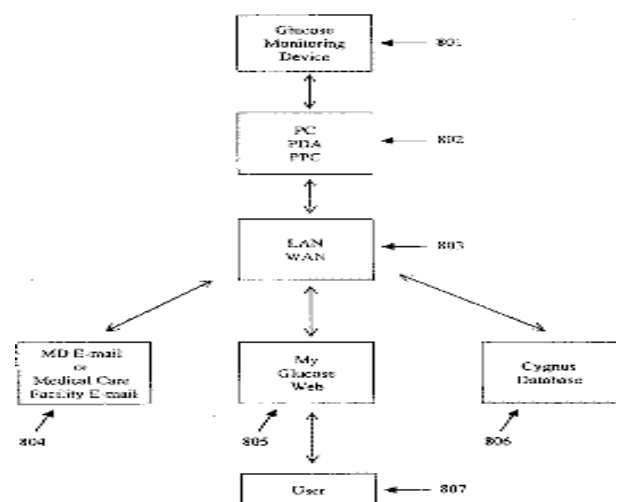 Glucose
Monitoring
Device
801
PC
PDA
PPC
802
LAN
WAN
803
MD E-mail
or
Medical Care
Facility E-mail
My
Glucose
Web
Cygnus
Database
804
805
806
User
807